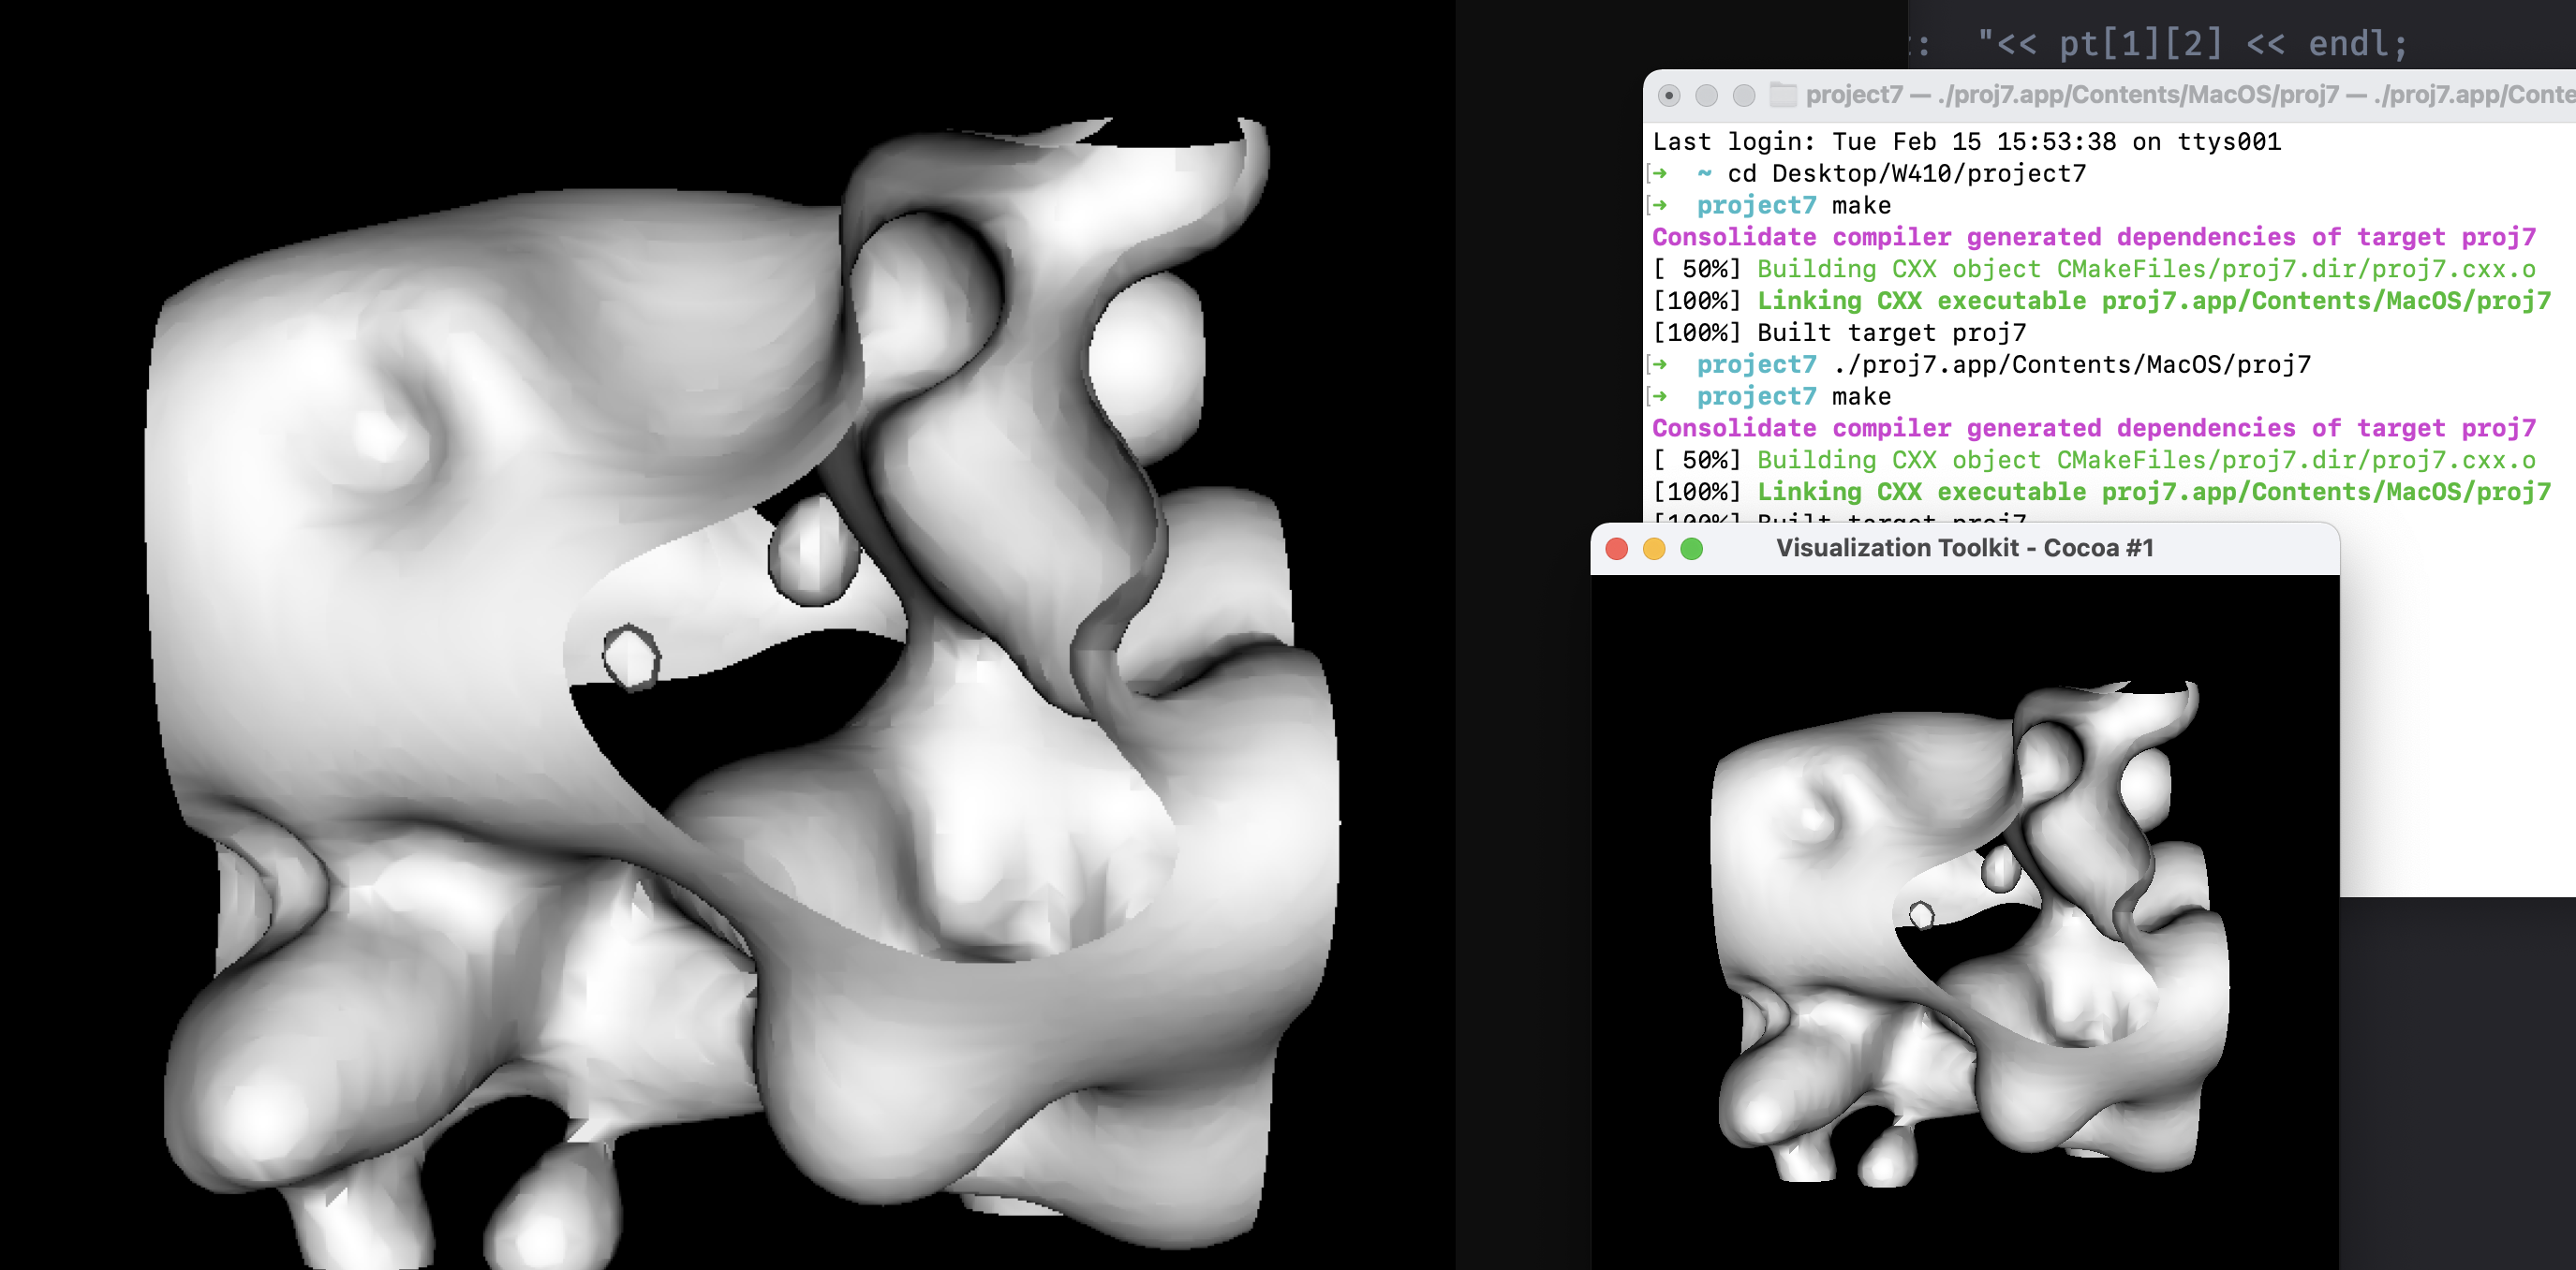 : "<< pt[1][2] << endl;
project7 — ./proj7.app/Contents/MacOS/proj7 — ./proj7.app/Conte
Last login: Tue Feb 15 15:53:38 on ttys001
[➜  ~ cd Desktop/W410/project7
[➜  project7 make
Consolidate compiler generated dependencies of target proj7
[ 50%] Building CXX object CMakeFiles/proj7.dir/proj7.cxx.o
[100%] Linking CXX executable proj7.app/Contents/MacOS/proj7
[100%] Built target proj7
[➜  project7 ./proj7.app/Contents/MacOS/proj7
[➜  project7 make
Consolidate compiler generated dependencies of target proj7
[ 50%] Building CXX object CMakeFiles/proj7.dir/proj7.cxx.o
[100%] Linking CXX executable proj7.app/Contents/MacOS/proj7
[100%] Built target proj7
Visualization Toolkit - Cocoa #1